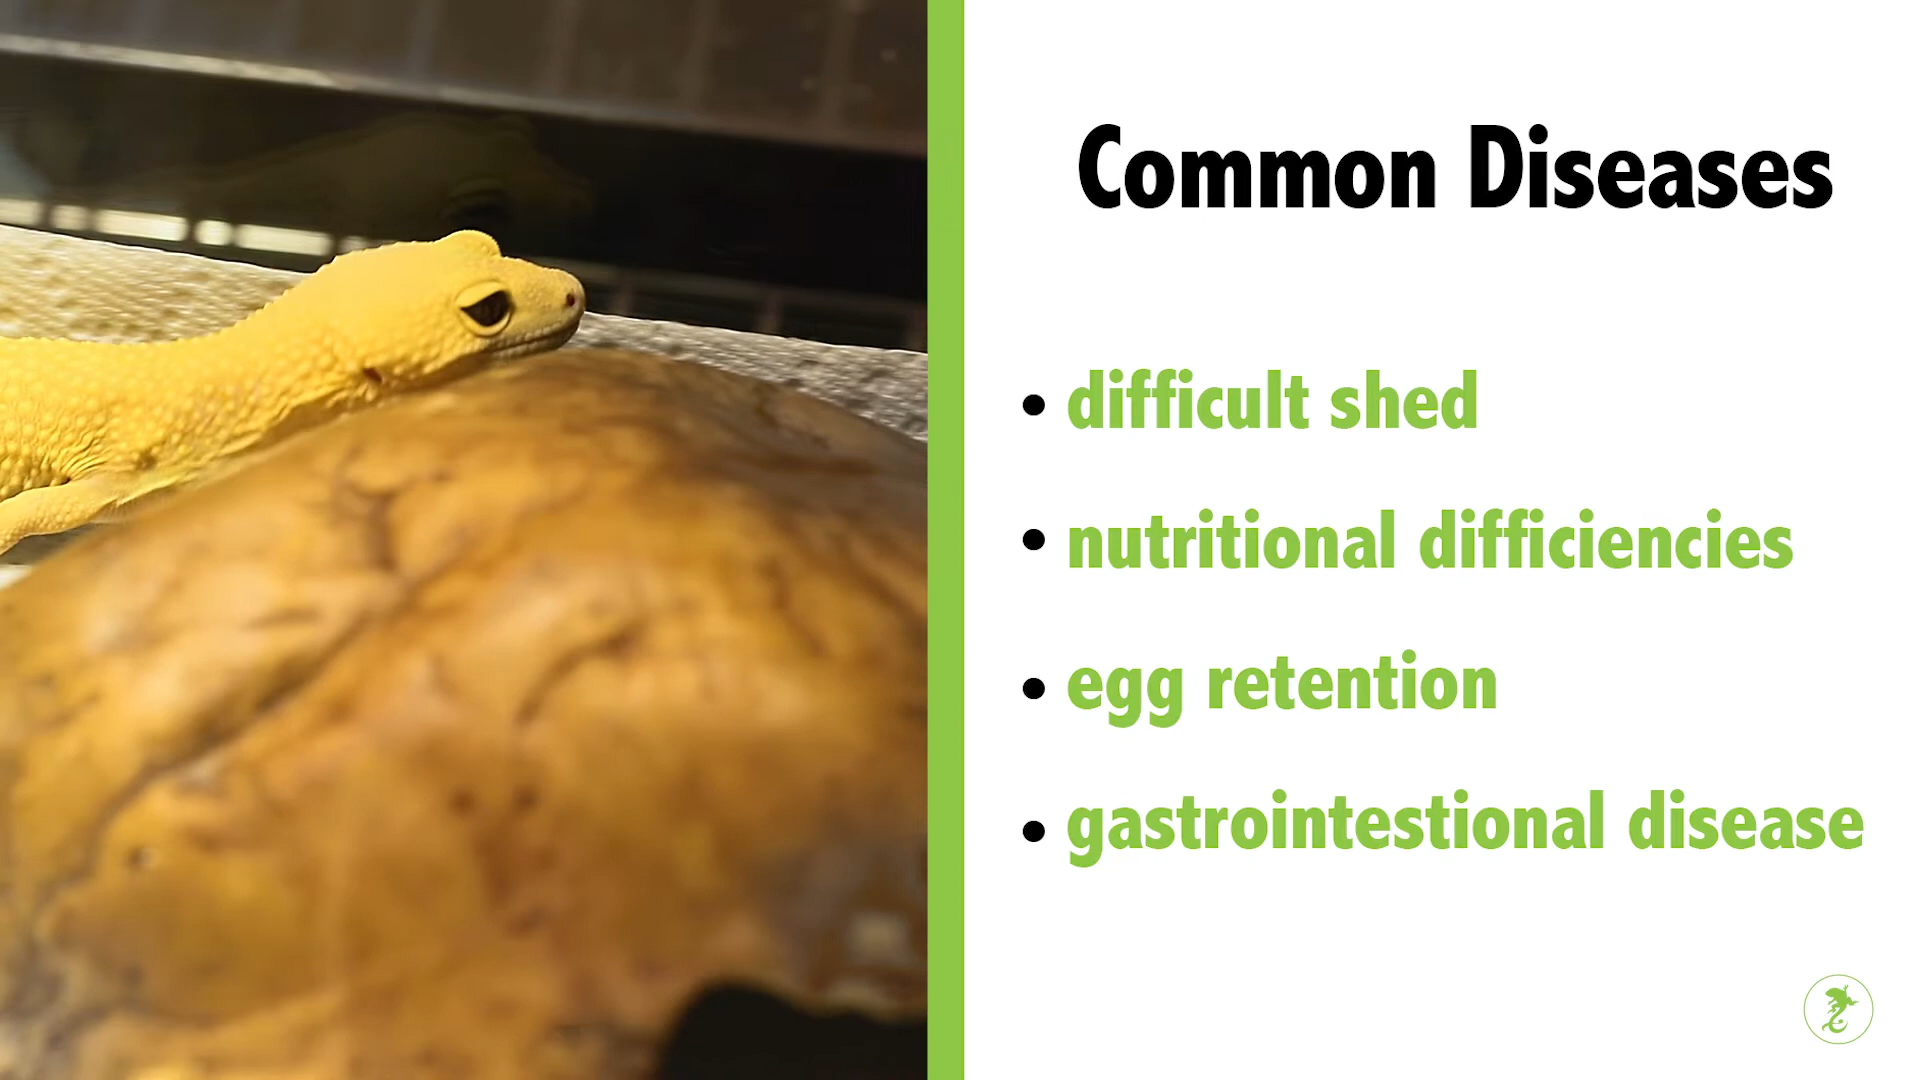 Common Diseases
• difficult shed
• nutritional difficiencies
• egg retention
• gastrointestional disease